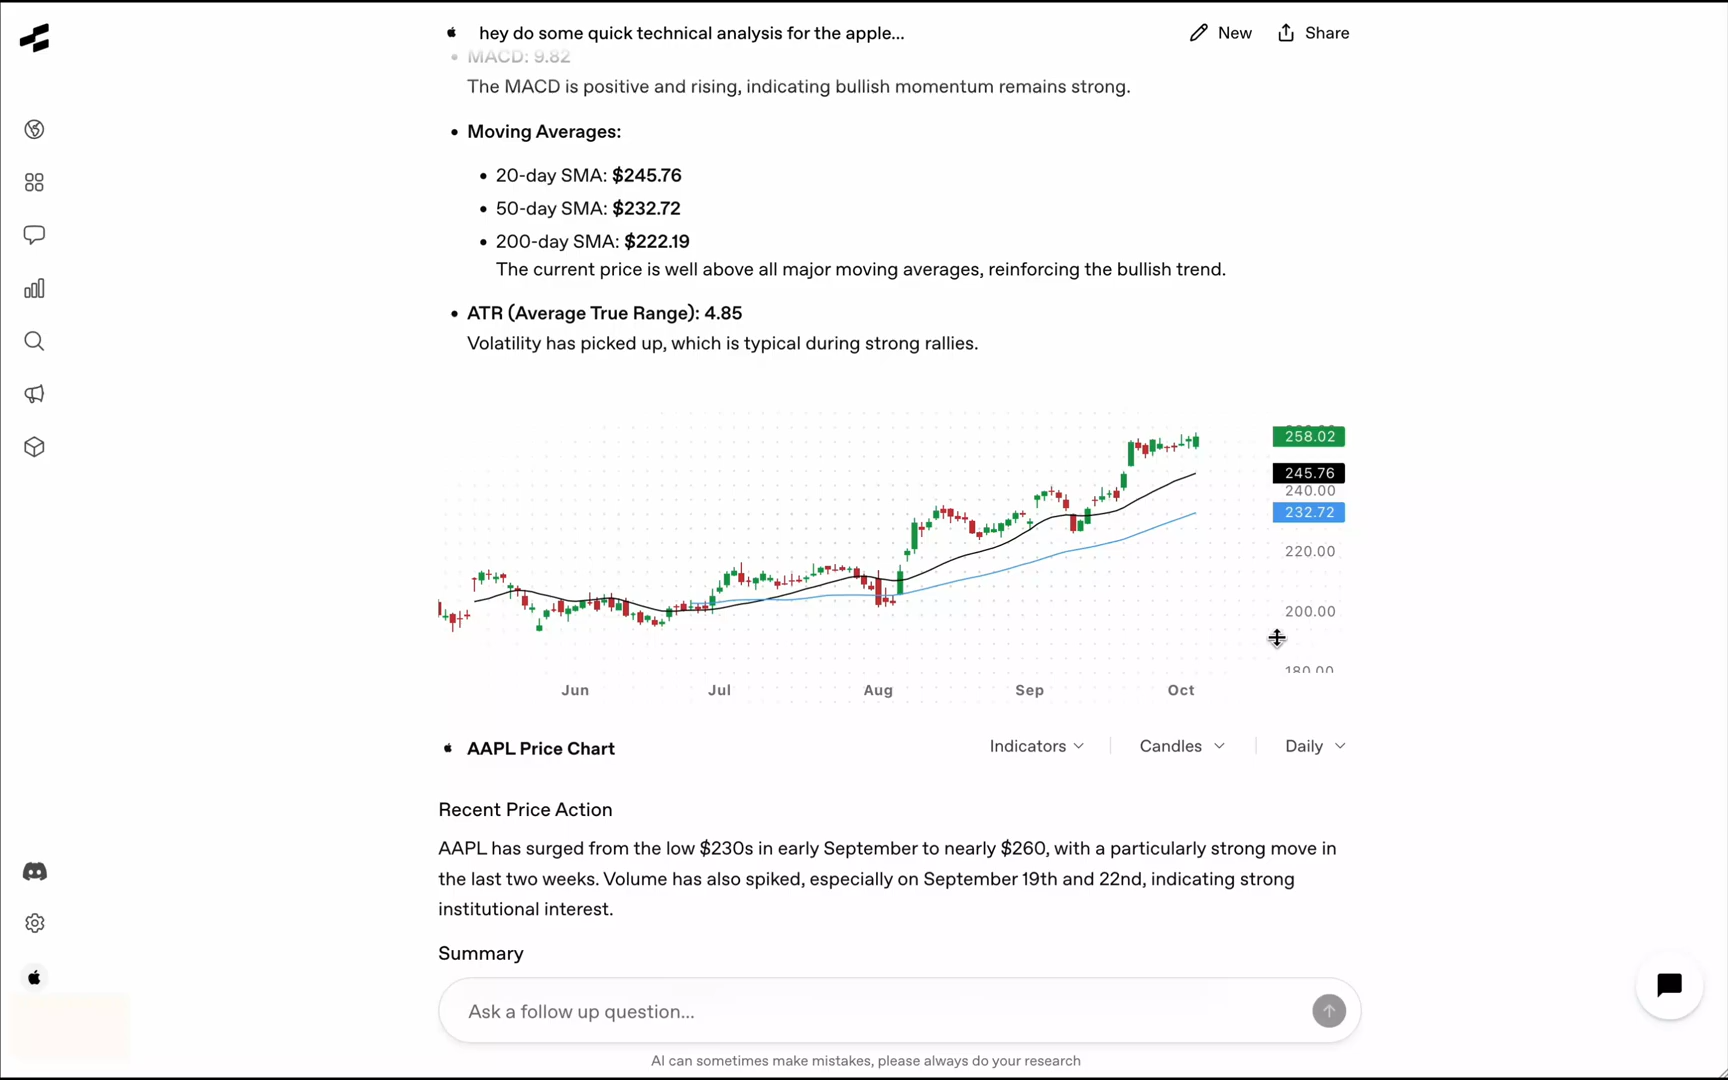 hey do some quick technical analysis for the apple...
New
Share
MACD: 9.82
The MACD is positive and rising, indicating bullish momentum remains strong.
Moving Averages:
20-day SMA: $245.76
50-day SMA: $232.72
200-day SMA: $222.19
The current price is well above all major moving averages, reinforcing the bullish trend.
ATR (Average True Range): 4.85
Volatility has picked up, which is typical during strong rallies.
258.02
245.76
240.00
232.72
220.00
200.00
180.00
Jun Jul Aug Sep Oct
AAPL Price Chart
Indicators
Candles
Daily
Recent Price Action
AAPL has surged from the low $230s in early September to nearly $260, with a particularly strong move in
the last two weeks. Volume has also spiked, especially on September 19th and 22nd, indicating strong
institutional interest.
Summary
Ask a follow up question...
AI can sometimes make mistakes, please always do your research